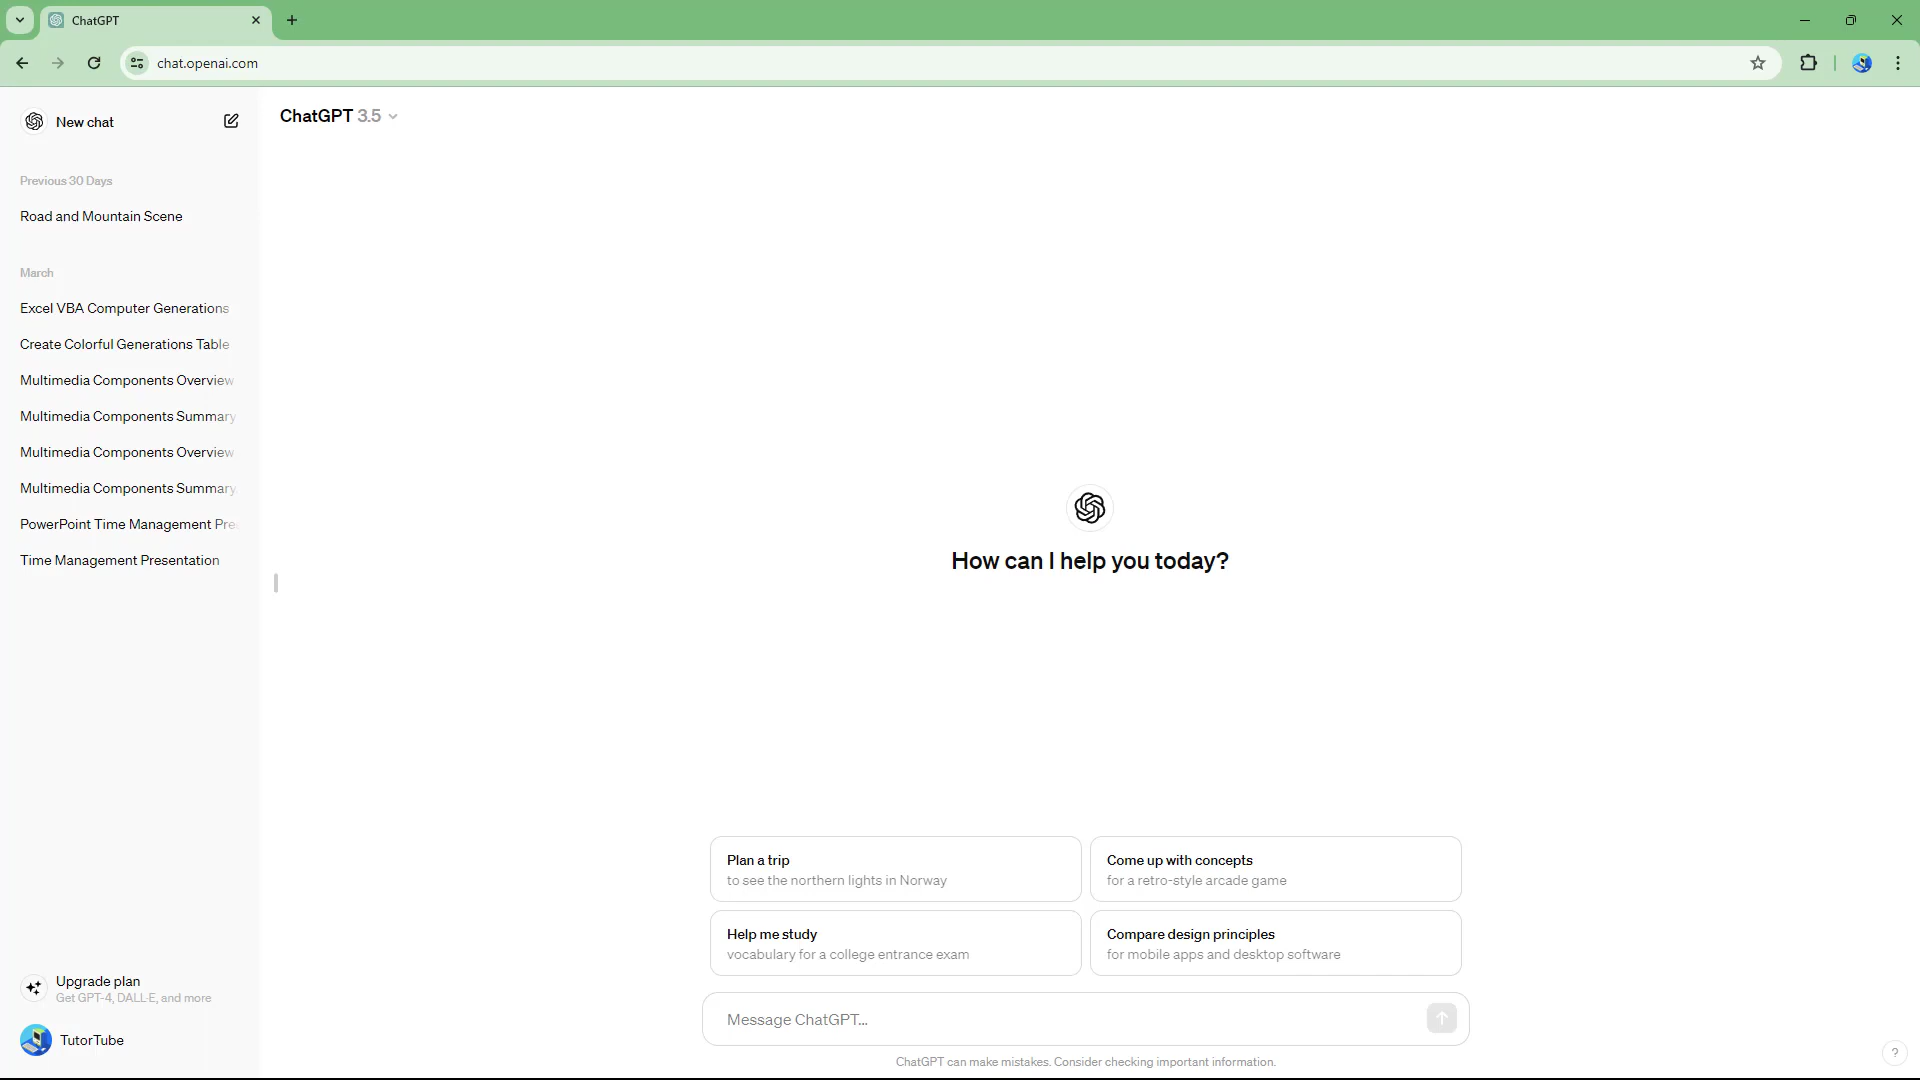 ChatGPT
chat.openai.com
New chat
Previous 30 Days
Road and Mountain Scene
March
Excel VBA Computer Generations
Create Colorful Generations Table
Multimedia Components Overview
Multimedia Components Summary
Multimedia Components Overview
Multimedia Components Summary
PowerPoint Time Management Pre
Time Management Presentation
Upgrade plan
Get GPT-4, DALL·E, and more
TutorTube
ChatGPT 3.5
How can I help you today?
Plan a trip
to see the northern lights in Norway
Come up with concepts
for a retro-style arcade game
Help me study
vocabulary for a college entrance exam
Compare design principles
for mobile apps and desktop software
Message ChatGPT...
ChatGPT can make mistakes. Consider checking important information.
?